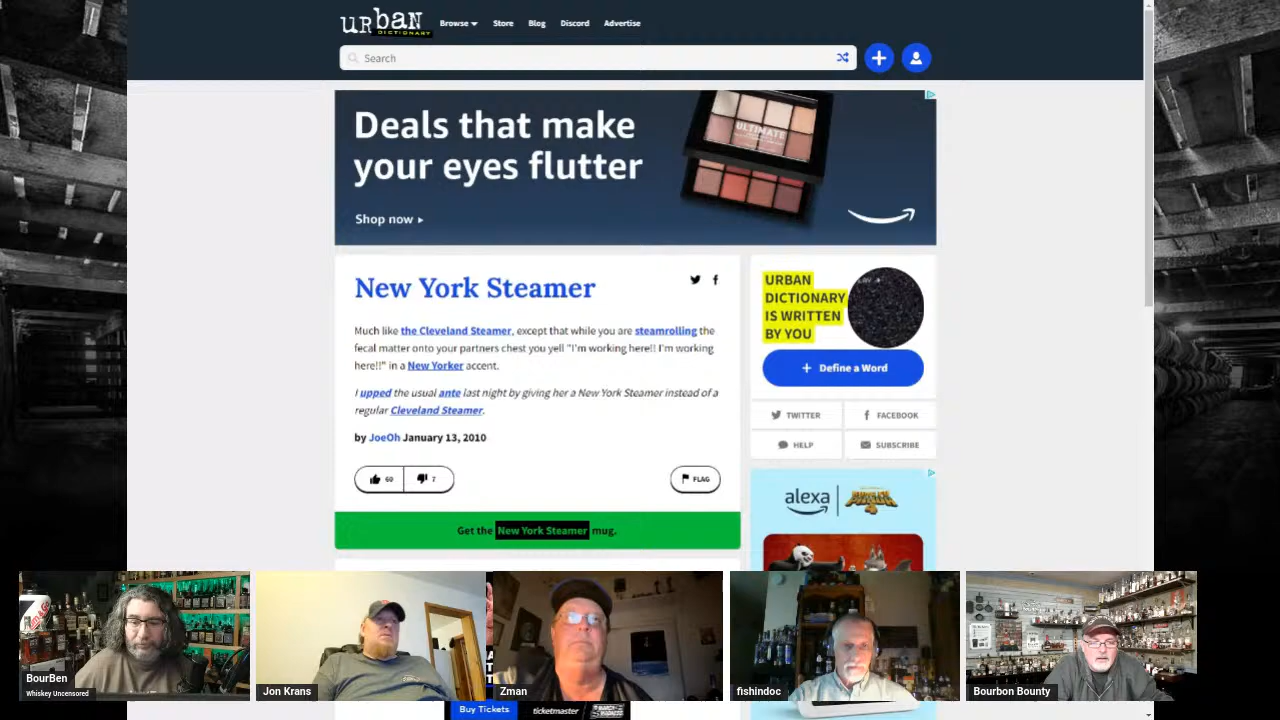 urban
DICTIONARY
Browse
Store
Blog
Discord
Advertise
Search
Deals that make
your eyes flutter
Shop now
ULTIMATE
New York Steamer
Much like the Cleveland Steamer, except that while you are steamrolling the
fecal matter onto your partners chest you yell "I'm working here!! I'm working
here!!" in a New Yorker accent.
I upped the usual ante last night by giving her a New York Steamer instead of a
regular Cleveland Steamer.
by JoeOh January 13, 2010
60
7
FLAG
Get the New York Steamer mug.
URBAN
DICTIONARY
IS WRITTEN
BY YOU
+ Define a Word
TWITTER
FACEBOOK
HELP
SUBSCRIBE
alexa
BourBen
Whiskey Uncensored
Jon Krans
Zman
fishindoc
Bourbon Bounty
Buy Tickets
ticketmaster